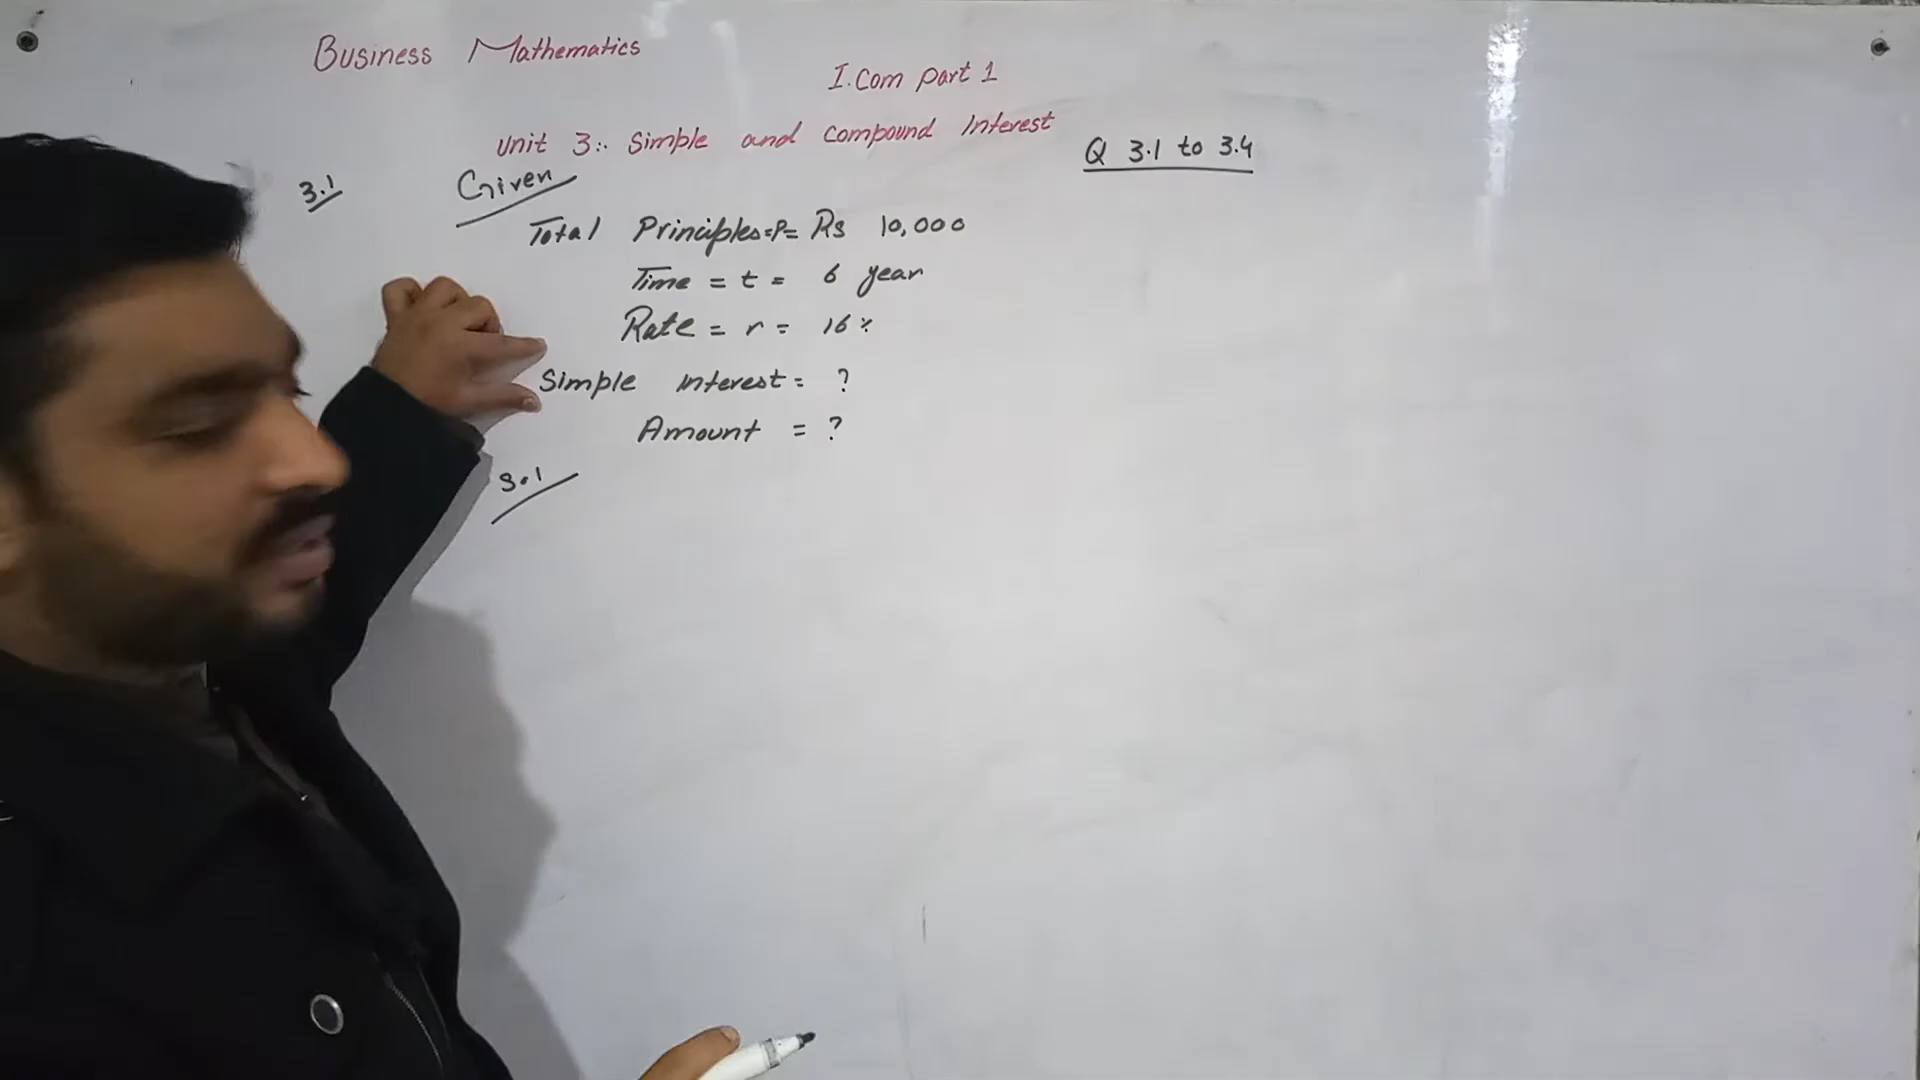 Business Mathematics
I.Com part 1
Unit 3:. Simple and Compound Interest
Q 3.1 to 3.4
3.1
Given
Total Principles=P= Rs 10,000
Time = t = 6 year
Rate = r = 16%
Simple interest = ?
Amount = ?
S.l